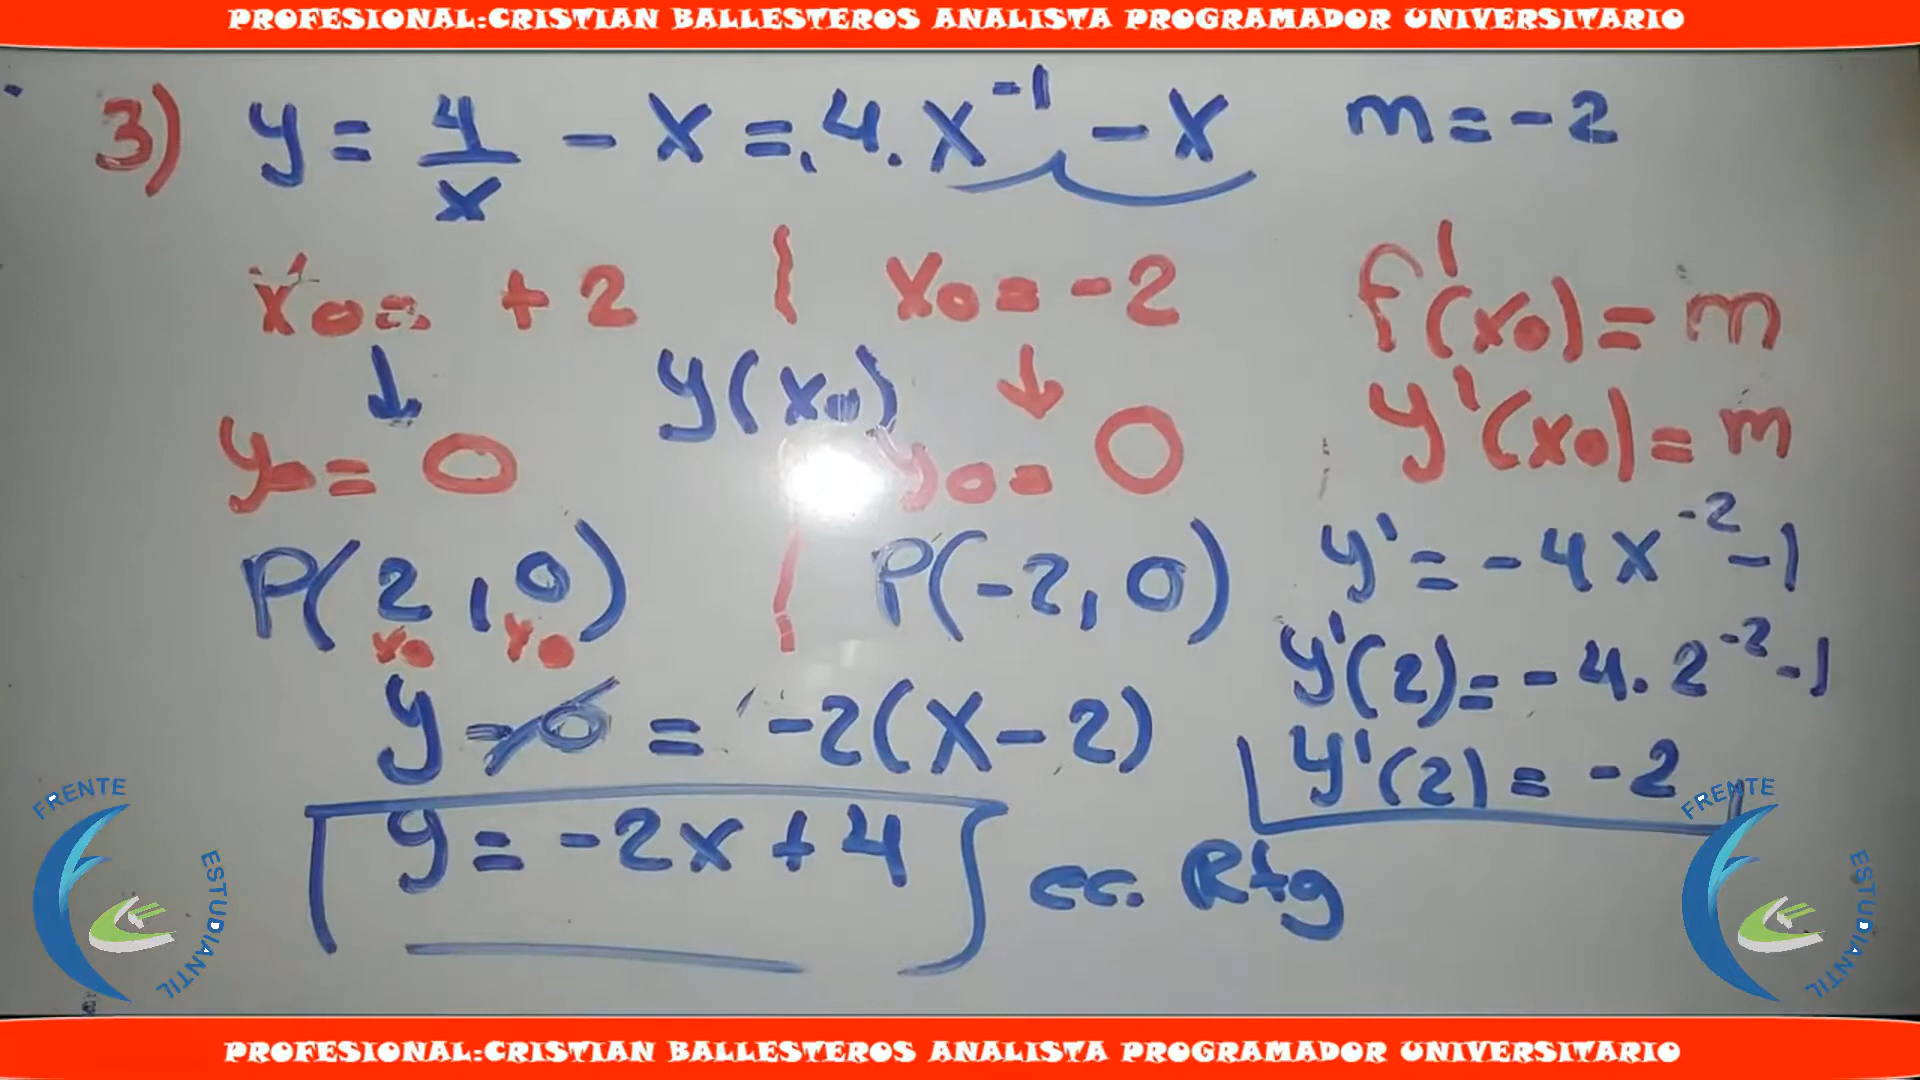 PROFESIONAL:CRISTIAN BALLESTEROS ANALISTA PROGRAMADOR UNIVERSITARIO
3) y = 4/x - x = 4.x⁻¹ - x m = -2
x₀ = +2 | x₀ = -2 f'(x₀) = m
y(x₀) y'(x₀) = m
y₀ = 0 y₀ = 0
P(2,0) | P(-2,0) y' = -4x⁻² -1
x₀ y₀ y'(2) = -4.2⁻² -1
y - 0 = -2(x-2) y'(2) = -2
y = -2x + 4 ec. Rtg
FRENTE ESTUDIANTIL
FRENTE ESTUDIANTIL
PROFESIONAL:CRISTIAN BALLESTEROS ANALISTA PROGRAMADOR UNIVERSITARIO